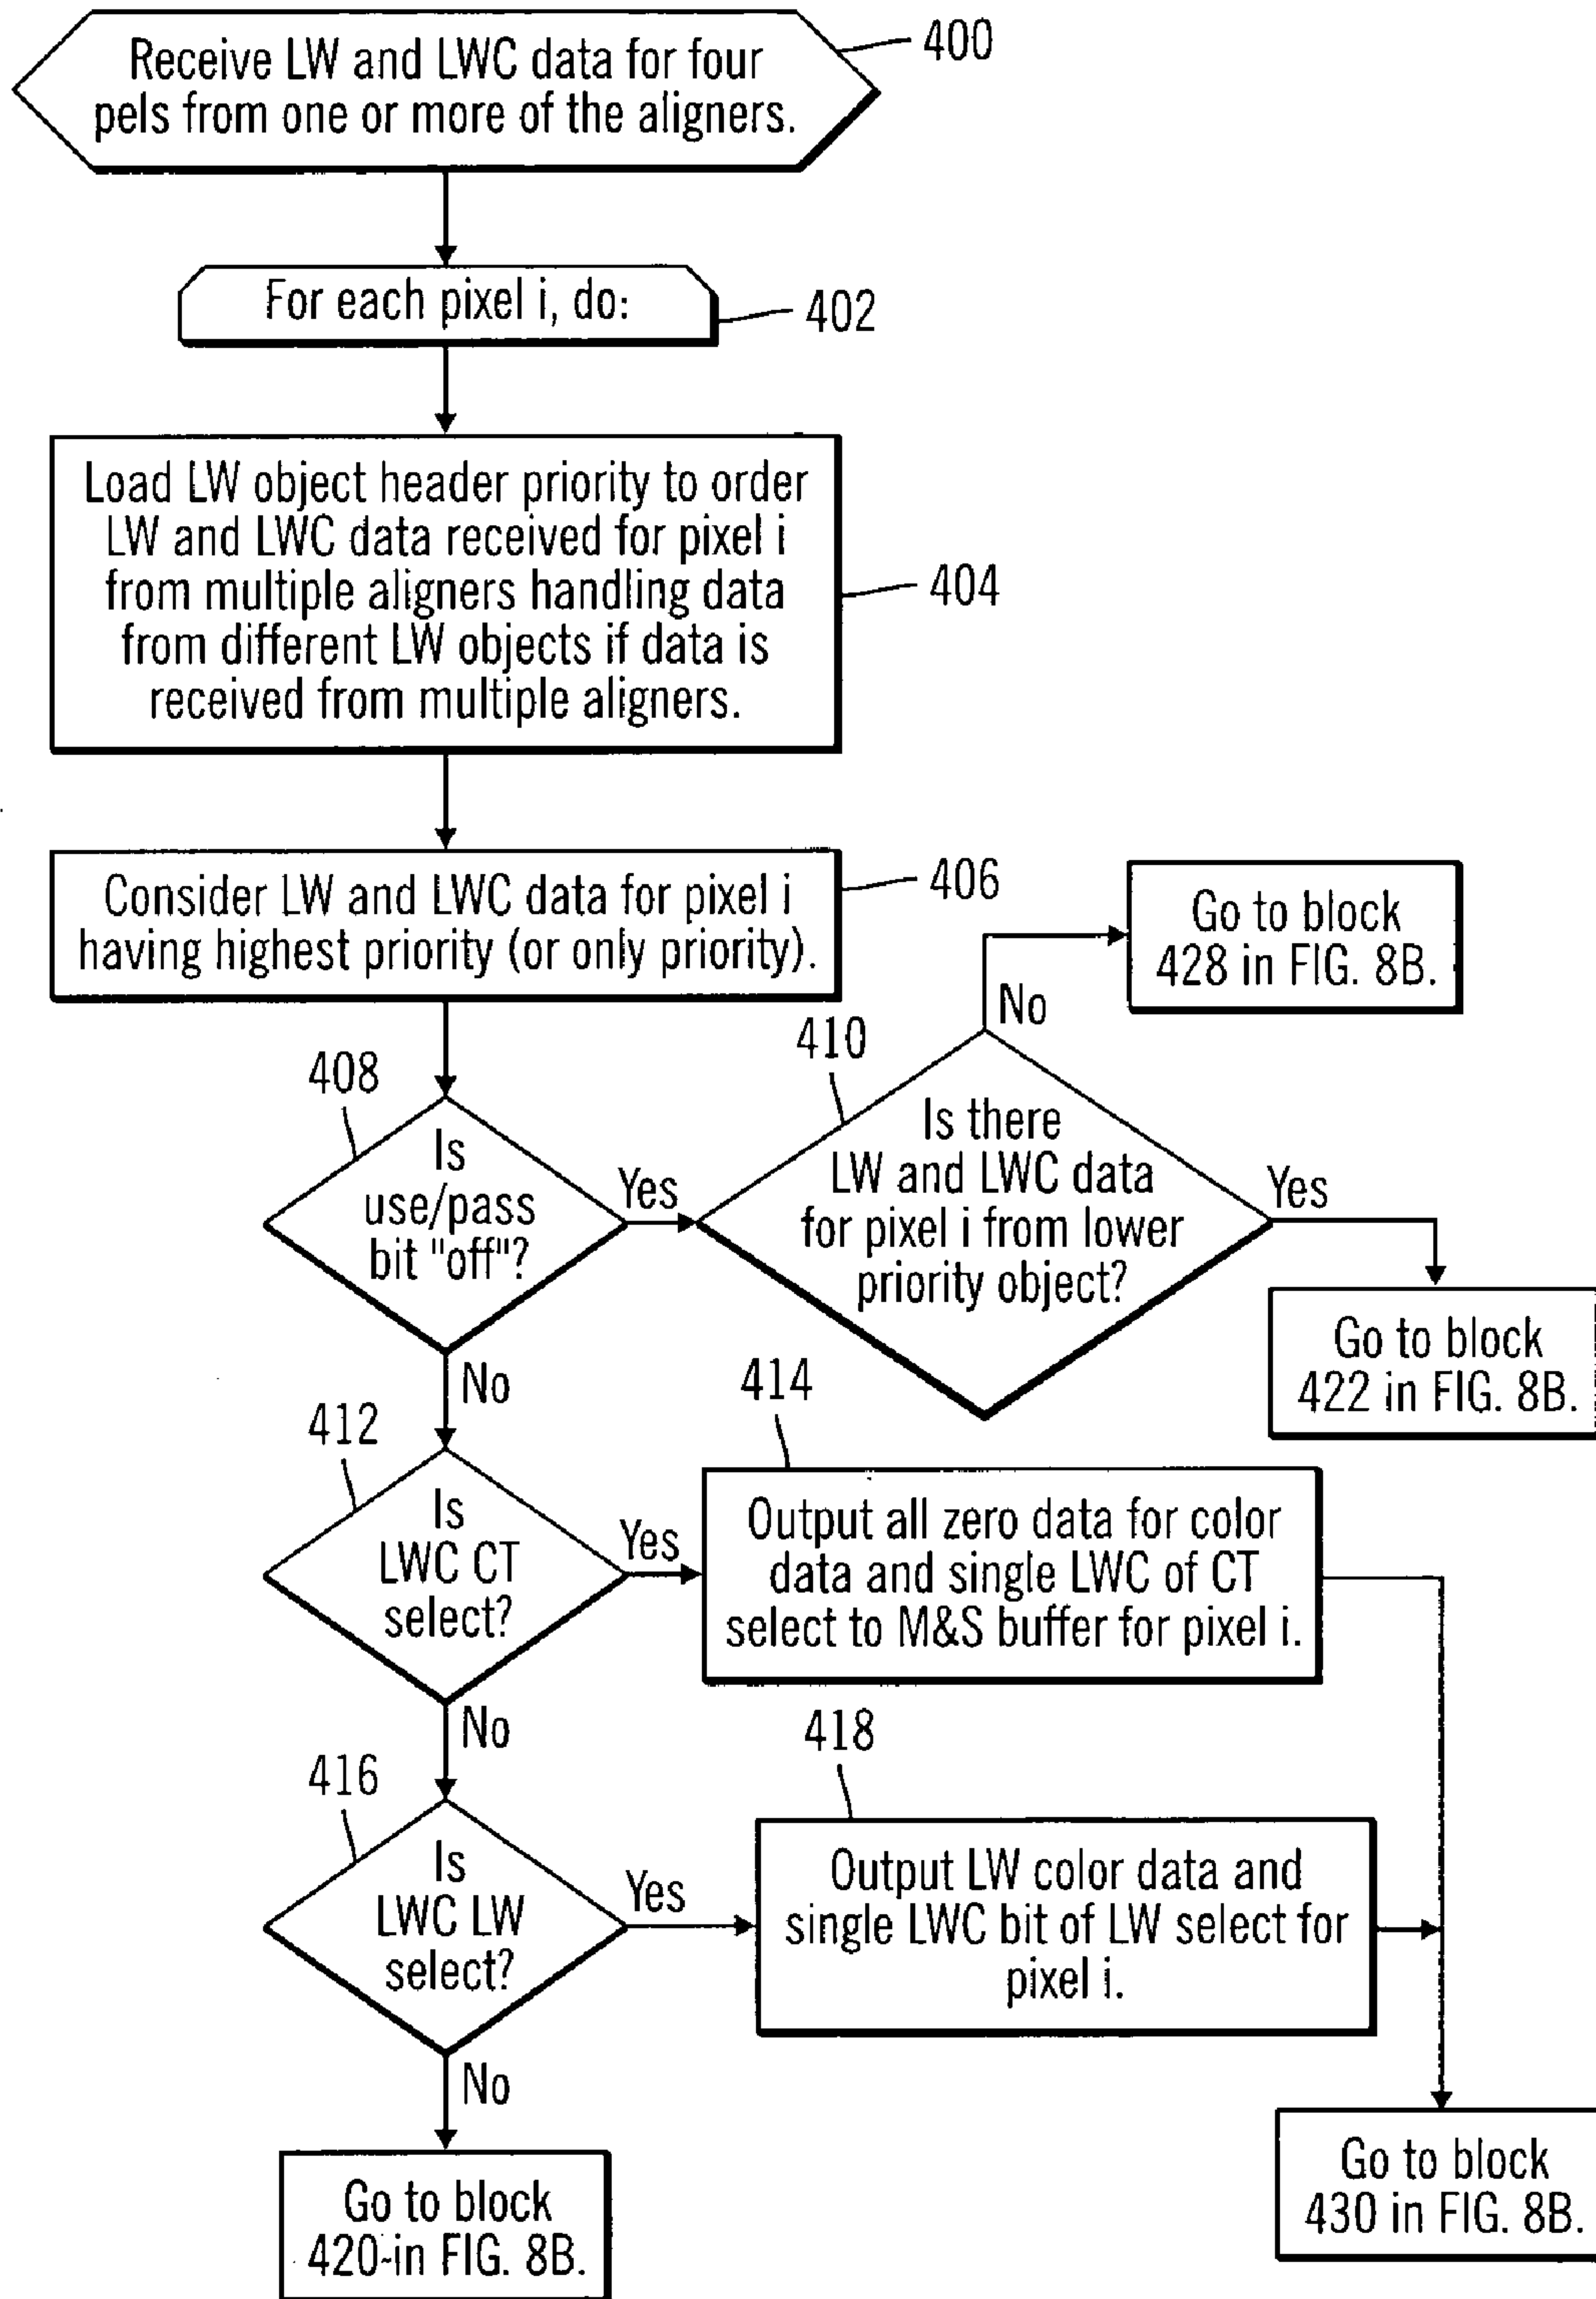 Receive LW and LWC data for four
pels from one or more of the aligners.
400
For each pixel i, do:
402
Load LW object header priority to order
LW and LWC data received for pixel i
from multiple aligners handling data
from different LW objects if data is
received from multiple aligners.
404
Consider LW and LWC data for pixel i
having highest priority (or only priority).
406
Go to block
428 in FIG. 8B.
No
410
408
Is
use/pass
bit "off"?
Yes
Is there
LW and LWC data
for pixel i from lower
priority object?
Yes
Go to block
422 in FIG. 8B.
No
412
414
Is
LWC CT
select?
Yes
Output all zero data for color
data and single LWC of CT
select to M&S buffer for pixel i.
No
416
418
Is
LWC LW
select?
Yes
Output LW color data and
single LWC bit of LW select for
pixel i.
No
Go to block
420-in FIG. 8B.
Go to block
430 in FIG. 8B.